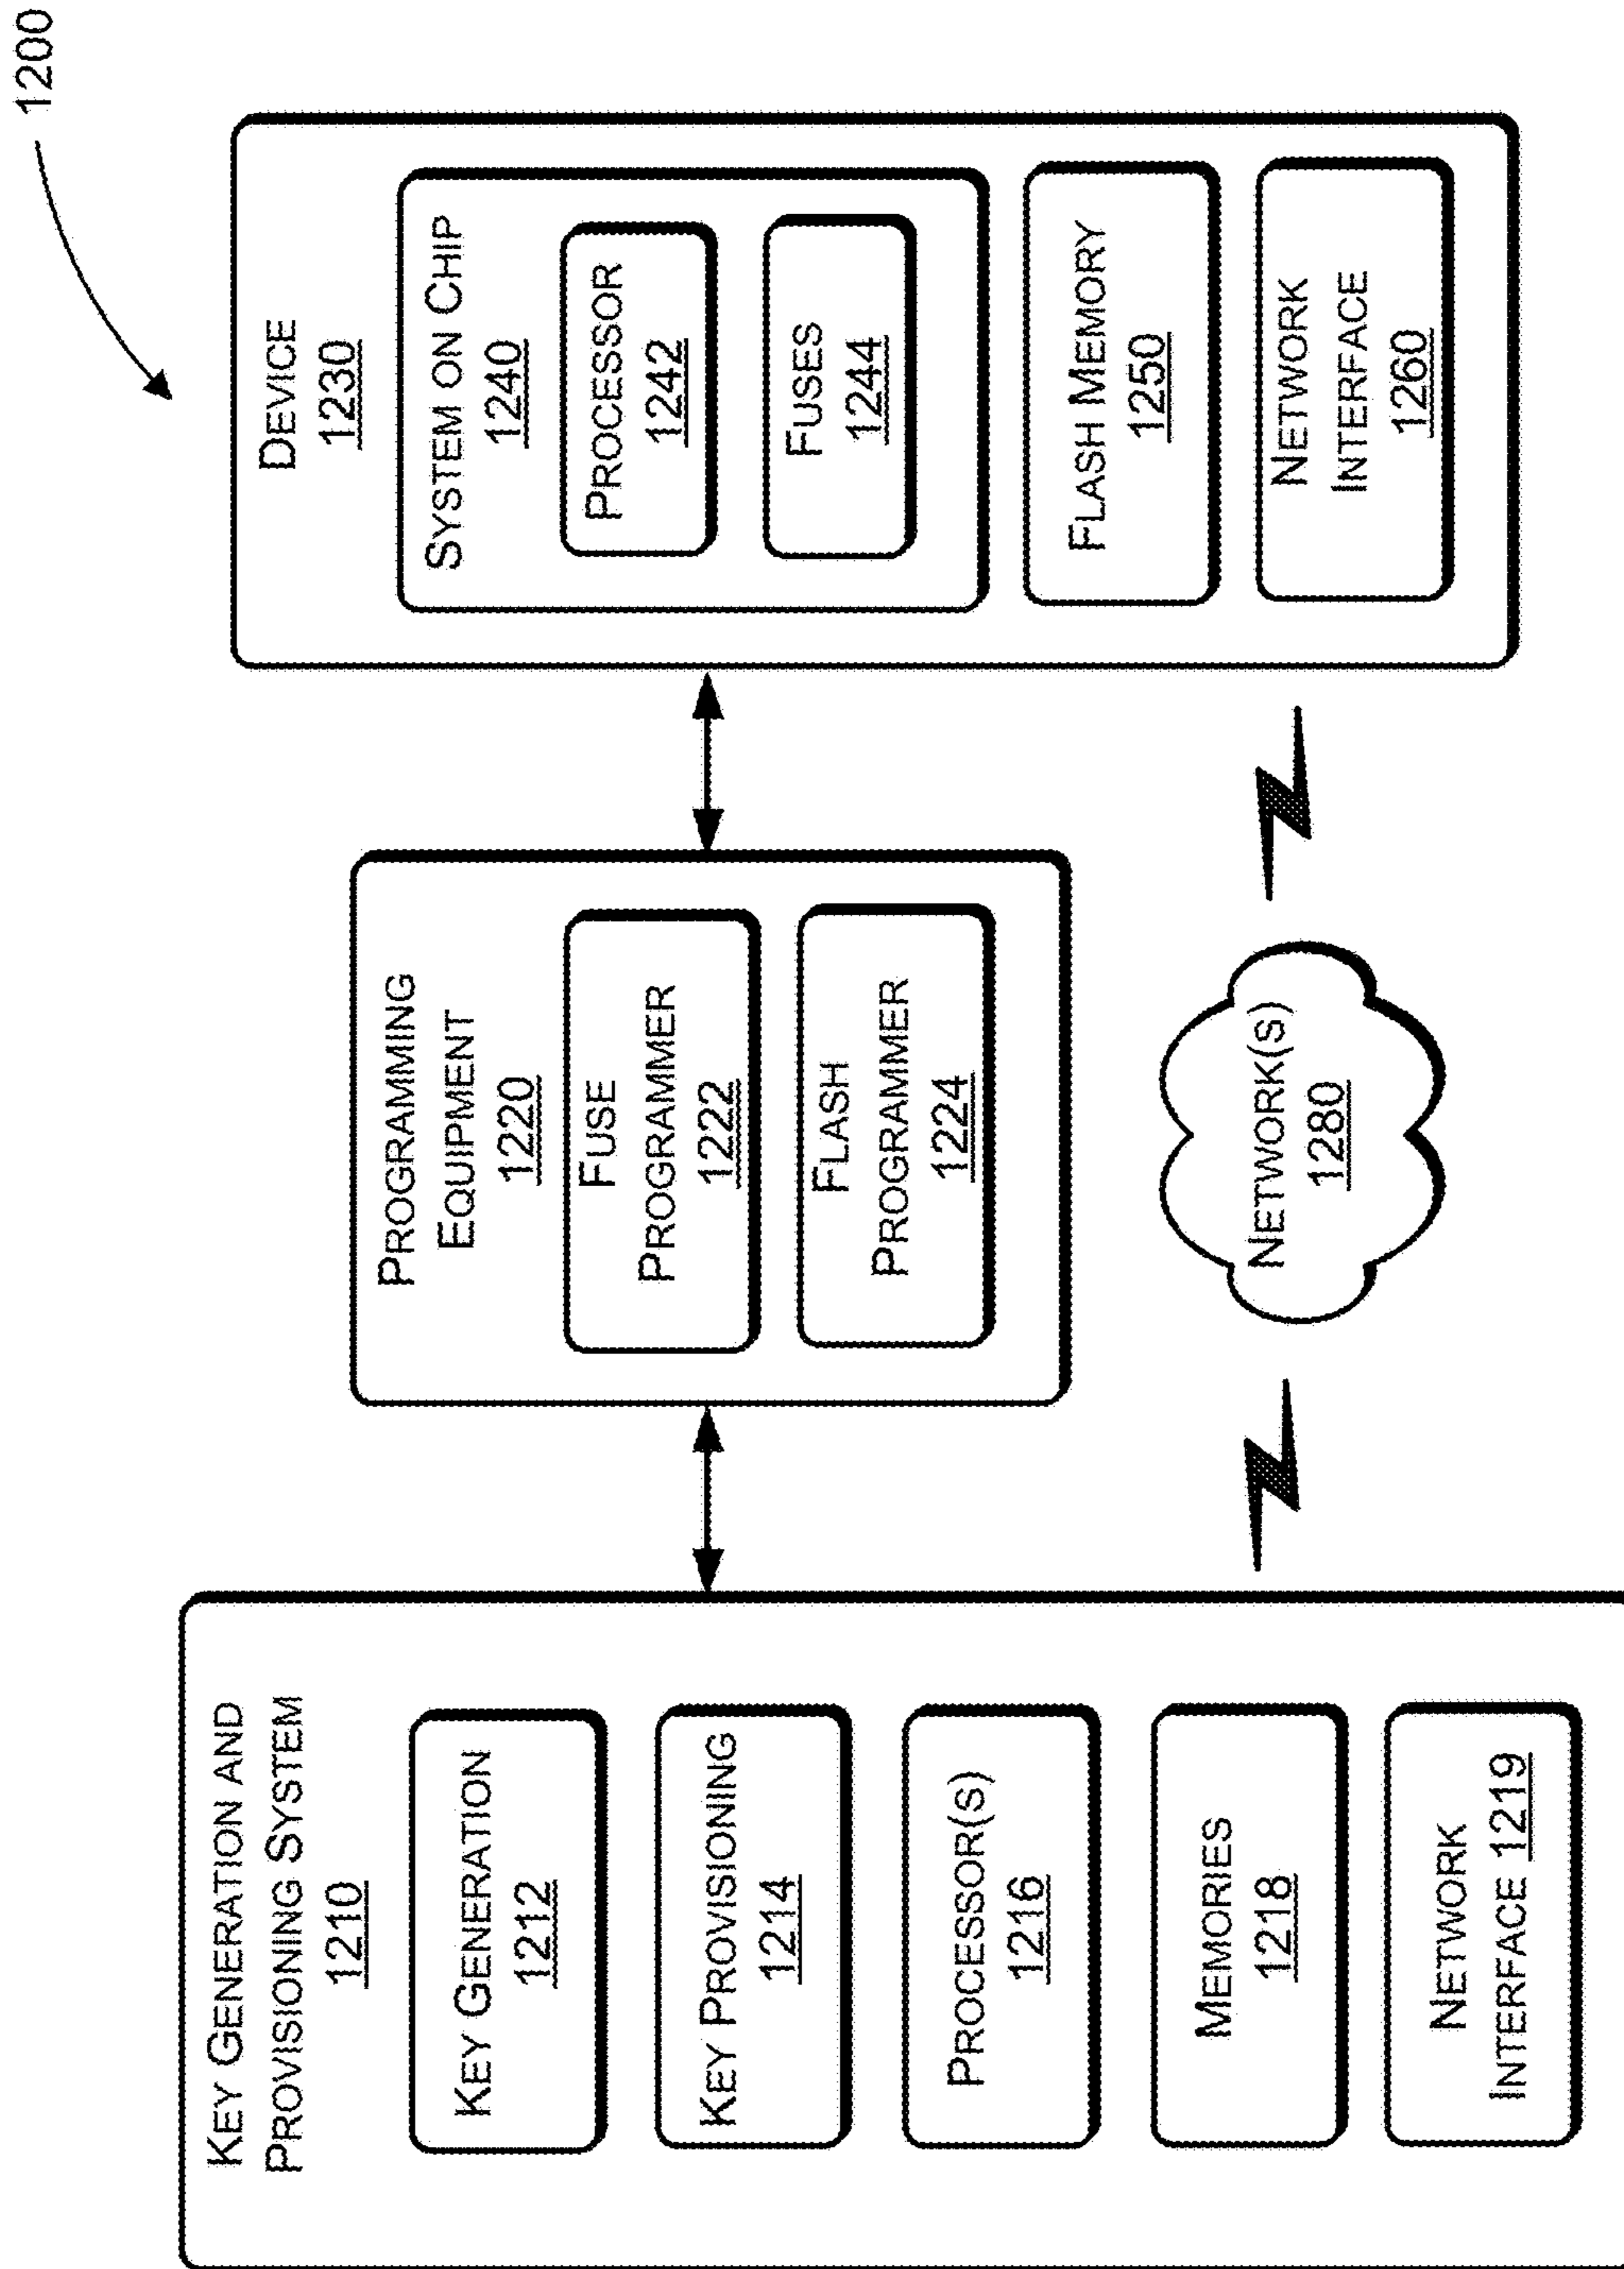 1200
KEY GENERATION AND
PROVISIONING SYSTEM
1210
KEY GENERATION
1212
KEY PROVISIONING
1214
PROCESSOR(S)
1216
MEMORIES
1218
NETWORK
INTERFACE 1219
PROGRAMMING
EQUIPMENT
1220
FUSE
PROGRAMMER
1222
FLASH
PROGRAMMER
1224
NETWORK(S)
1280
DEVICE
1230
SYSTEM ON CHIP
1240
PROCESSOR
1242
FUSES
1244
FLASH MEMORY
1250
NETWORK
INTERFACE
1260